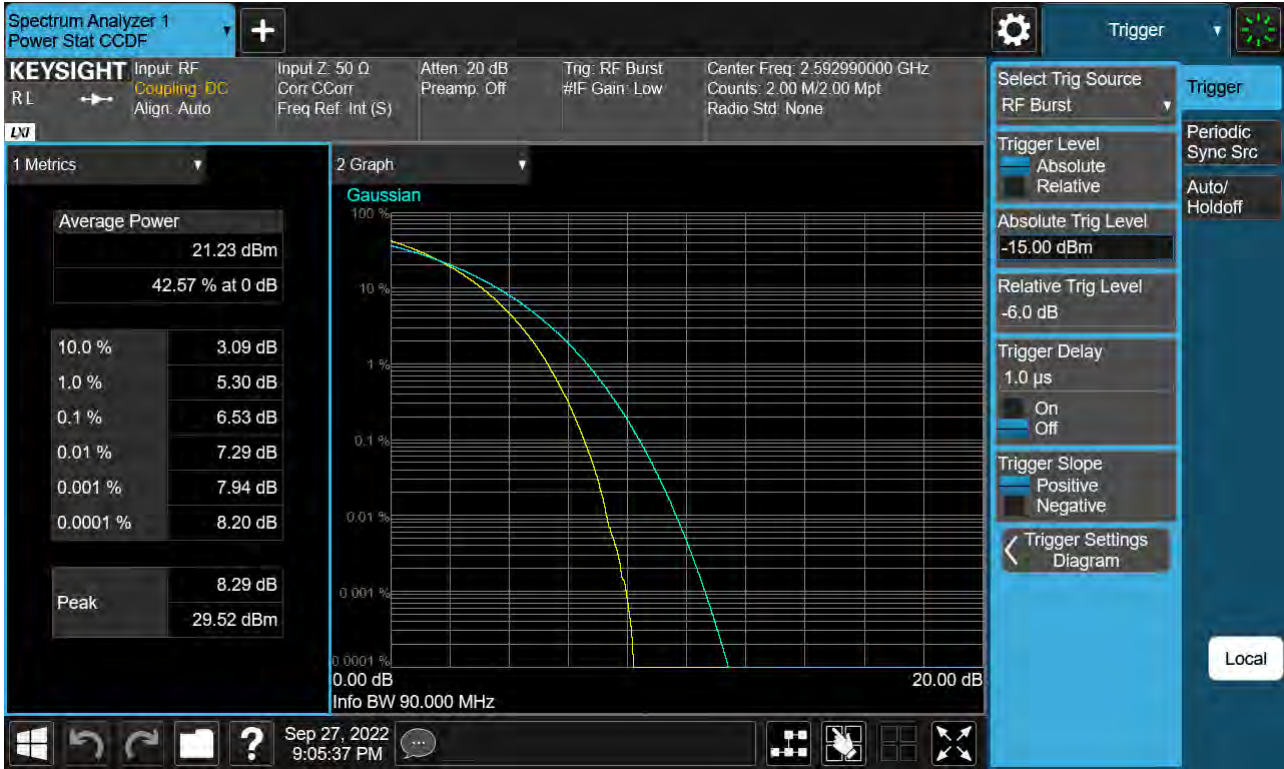 Spectrum Analyzer 1
Power Stat CCDF
+
Trigger
KEYSIGHT
R L
LXI
Input: RF
Coupling: DC
Align: Auto
Input Z: 50 Ω
Corr CCorr
Freq Ref: Int (S)
Atten: 20 dB
Preamp: Off
Trig: RF Burst
#IF Gain: Low
Center Freq: 2.592990000 GHz
Counts: 2.00 M/2.00 Mpt
Radio Std: None
1 Metrics
Average Power
21.23 dBm
42.57 % at 0 dB
10.0 % 3.09 dB
1.0 % 5.30 dB
0.1 % 6.53 dB
0.01 % 7.29 dB
0.001 % 7.94 dB
0.0001 % 8.20 dB
Peak
8.29 dB
29.52 dBm
2 Graph
Gaussian
100 %
10 %
1 %
0.1 %
0.01 %
0.001 %
0.0001 %
0.00 dB
20.00 dB
Info BW 90.000 MHz
Select Trig Source
RF Burst
Trigger Level
Absolute
Relative
Absolute Trig Level
-15.00 dBm
Relative Trig Level
-6.0 dB
Trigger Delay
1.0 µs
On
Off
Trigger Slope
Positive
Negative
Trigger Settings
Diagram
Trigger
Periodic
Sync Src
Auto/
Holdoff
Local
?
Sep 27, 2022
9:05:37 PM